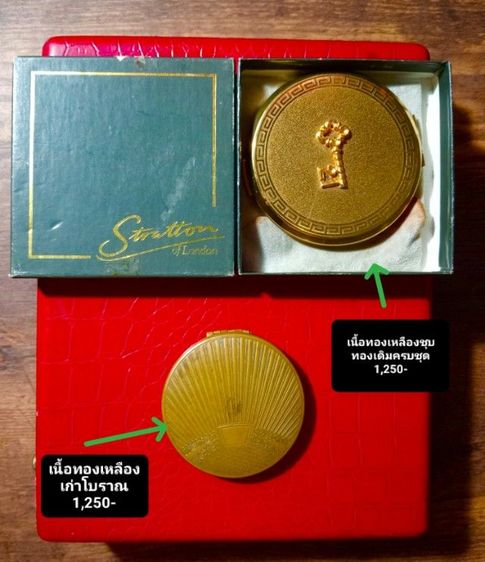 Stratton
of London
เนื้อทองเหลืองชุบ
ทองเดิมครบชุด
1,250-
เนื้อทองเหลือง
เก่าโบราณ
1,250-